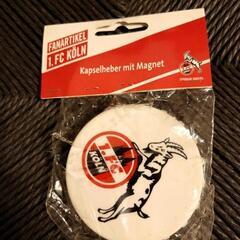 FANARTIKEL
1. FC KÖLN
Kapselheber mit Magnet
1.FC
KÖLN